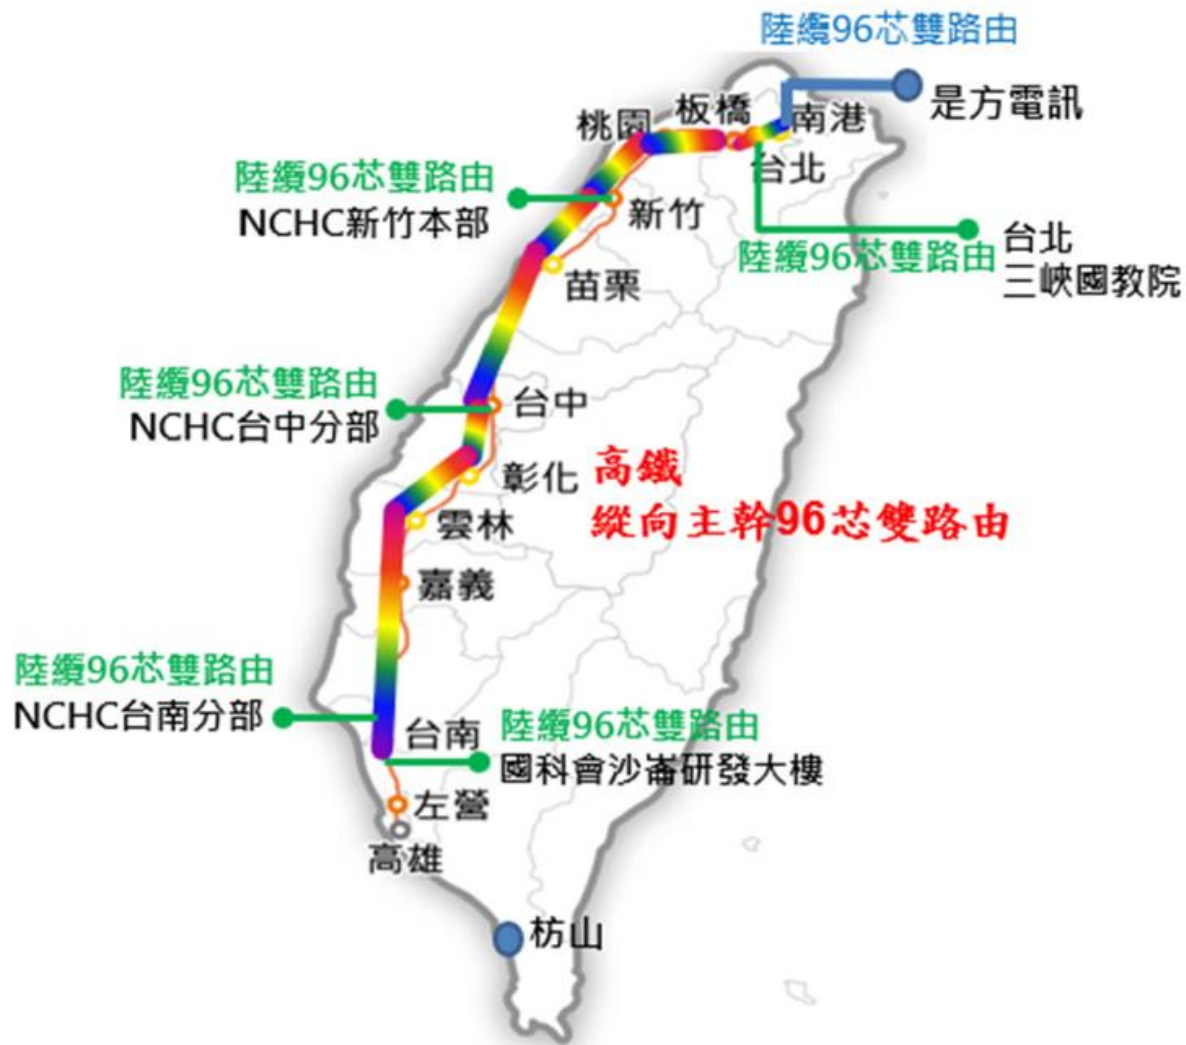 陸纜96芯雙路由
是方電訊
板橋
南港
桃園
台北
陸纜96芯雙路由
NCHC新竹本部
新竹
陸纜96芯雙路由
台北
三峽國教院
苗栗
陸纜96芯雙路由
NCHC台中分部
台中
彰化
高鐵
縱向主幹96芯雙路由
雲林
嘉義
陸纜96芯雙路由
NCHC台南分部
台南
陸纜96芯雙路由
國科會沙崙研發大樓
左營
高雄
枋山